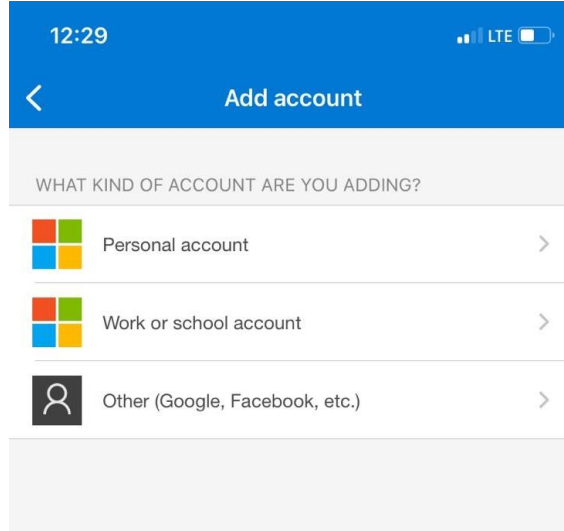 12:29 LTE
Add account
WHAT KIND OF ACCOUNT ARE YOU ADDING?
Personal account
Work or school account
Other (Google, Facebook, etc.)